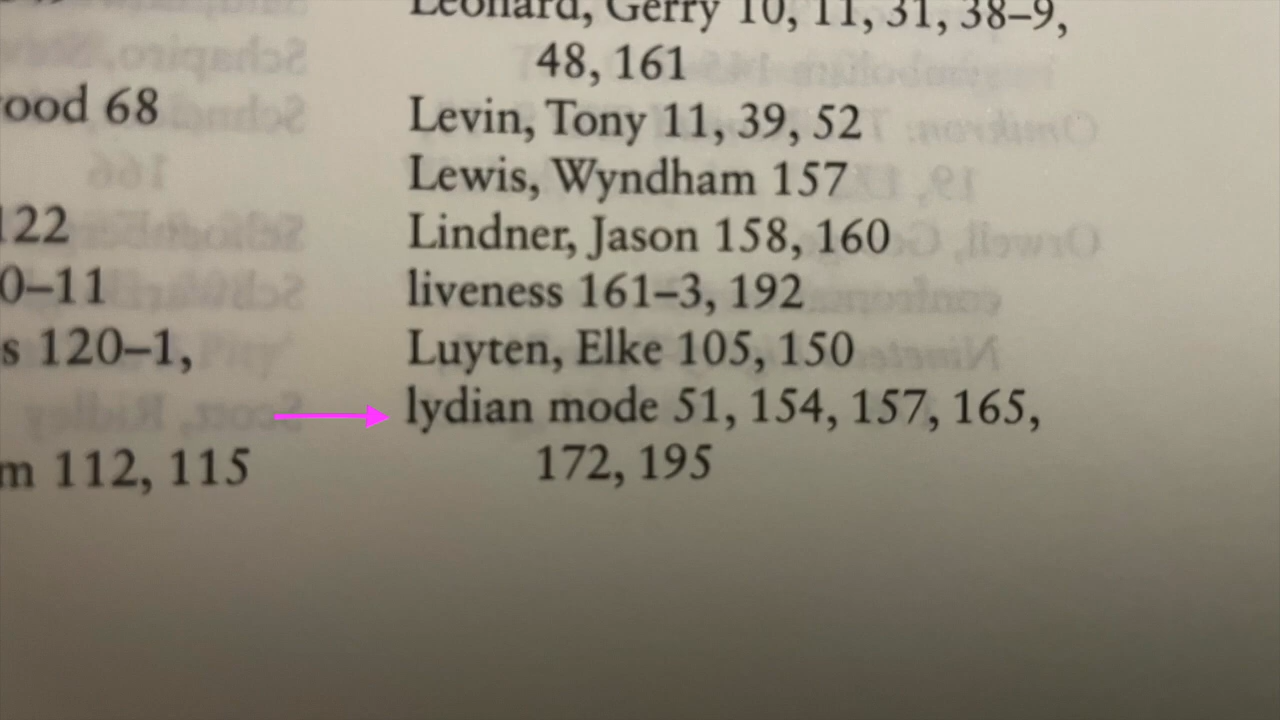 ood 68
122
0–11
s 120–1,
m 112, 115
Leonard, Gerry 10, 11, 31, 38–9,
48, 161
Levin, Tony 11, 39, 52
Lewis, Wyndham 157
Lindner, Jason 158, 160
liveness 161–3, 192
Luyten, Elke 105, 150
lydian mode 51, 154, 157, 165,
172, 195